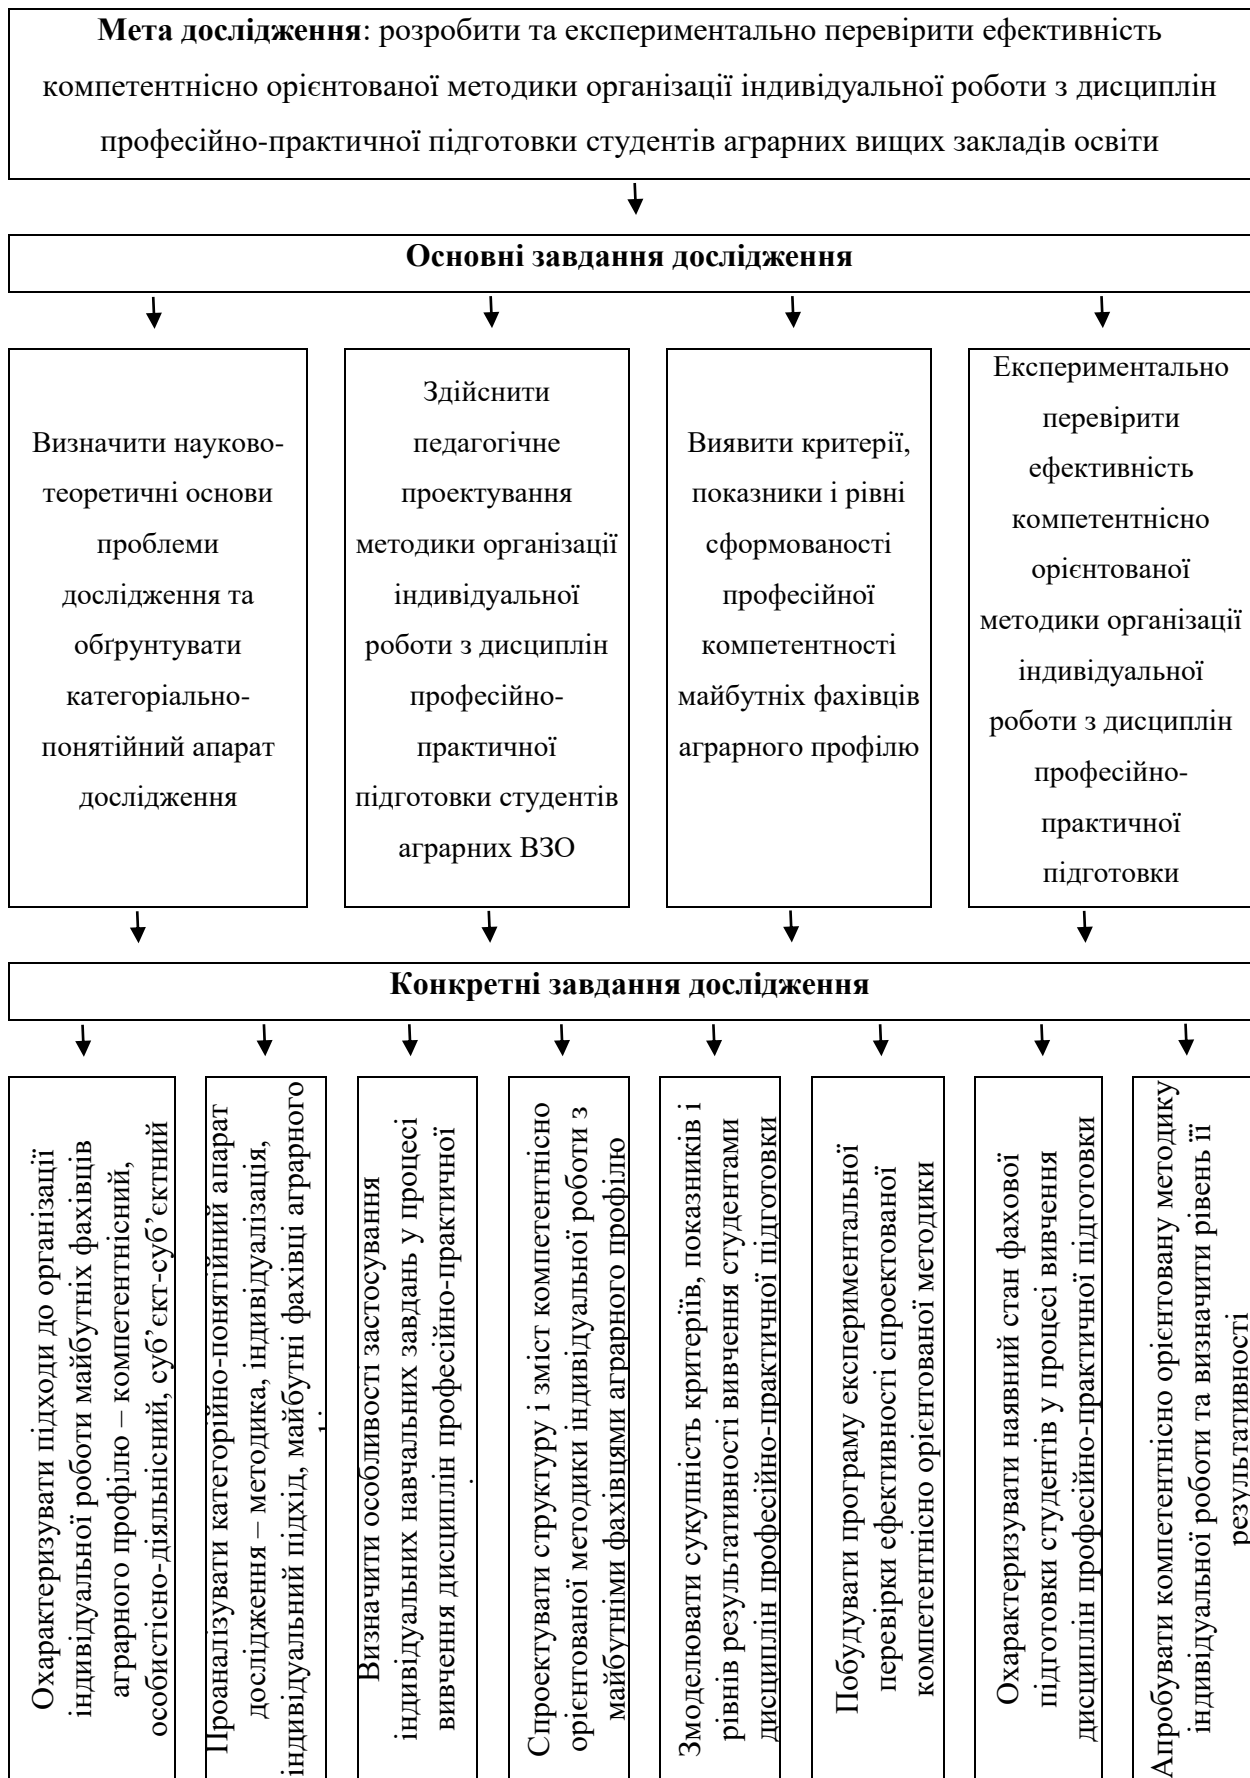 Мета дослідження: розробити та експериментально перевірити ефективність
компетентнісно орієнтованої методики організації індивідуальної роботи з дисциплін
професійно-практичної підготовки студентів аграрних вищих закладів освіти
Основні завдання дослідження
Визначити науково-
теоретичні основи
проблеми
дослідження та
обґрунтувати
категоріально-
понятійний апарат
дослідження
Здійснити
педагогічне
проектування
методики організації
індивідуальної
роботи з дисциплін
професійно-
практичної
підготовки студентів
аграрних ВЗО
Виявити критерії,
показники і рівні
сформованості
професійної
компетентності
майбутніх фахівців
аграрного профілю
Експериментально
перевірити
ефективність
компетентнісно
орієнтованої
методики організації
індивідуальної
роботи з дисциплін
професійно-
практичної
підготовки
Конкретні завдання дослідження
Охарактеризувати підходи до організації
індивідуальної роботи майбутніх фахівців
аграрного профілю – компетентнісний,
особистісно-діяльнісний, суб’єкт-суб’єктний
Проаналізувати категорійно-понятійний апарат
дослідження – методика, індивідуалізація,
індивідуальний підхід, майбутні фахівці аграрного
Визначити особливості застосування
індивідуальних навчальних завдань у процесі
вивчення дисциплін професійно-практичної
Спроектувати структуру і зміст компетентнісно
орієнтованої методики індивідуальної роботи з
майбутніми фахівцями аграрного профілю
Змоделювати сукупність критеріїв, показників і
рівнів результативності вивчення студентами
дисциплін професійно-практичної підготовки
Побудувати програму експериментальної
перевірки ефективності спроектованої
компетентнісно орієнтованої методики
Охарактеризувати наявний стан фахової
підготовки студентів у процесі вивчення
дисциплін професійно-практичної підготовки
Апробувати компетентнісно орієнтовану методику
індивідуальної роботи та визначити рівень її
результативності